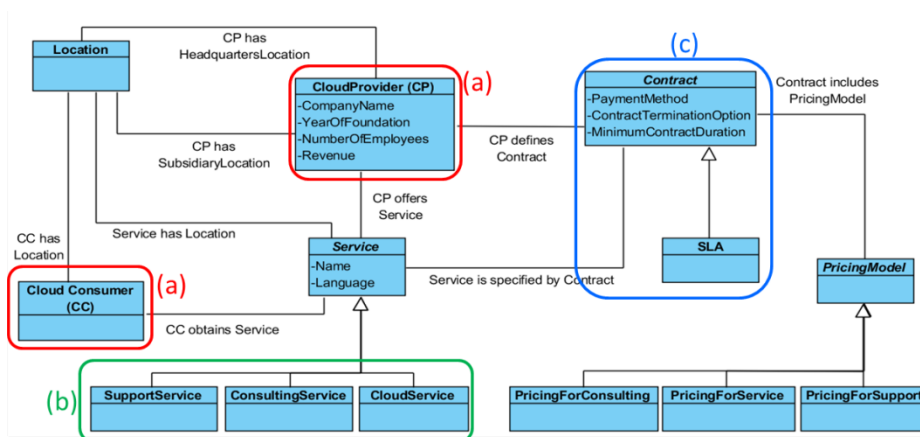 Location
CP has
HeadquartersLocation
CloudProvider (CP)
-CompanyName
-YearOfFoundation
-NumberOfEmployees
-Revenue
(a)
(c)
Contract
-PaymentMethod
-ContractTerminationOption
-MinimumContractDuration
Contract includes
PricingModel
CP has
SubsidiaryLocation
CP defines
Contract
CP offers
Service
CC has
Location
Service has Location
Service
-Name
-Language
SLA
PricingModel
Service is specified by Contract
Cloud Consumer
(CC)
(a)
CC obtains Service
(b)
SupportService
ConsultingService
CloudService
PricingForConsulting
PricingForService
PricingForSupport